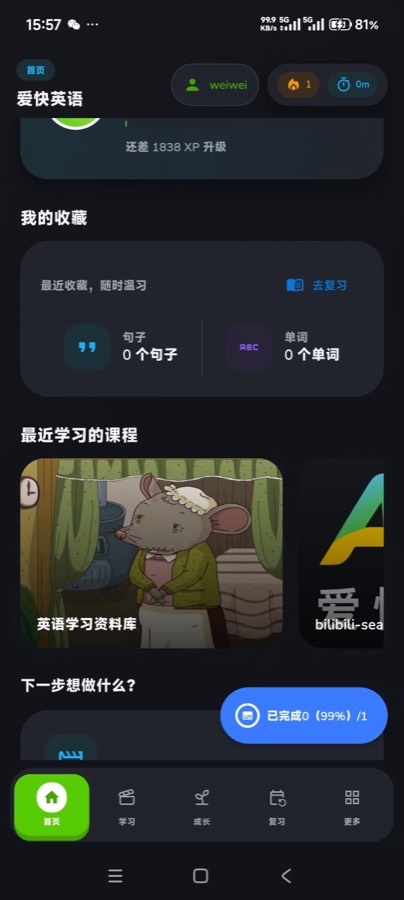 15:57
99.9 KB/s 5G 5G 81%
首页
爱快英语
weiwei
1
0m
还差 1838 XP 升级
我的收藏
最近收藏，随时温习
去复习
句子
0 个句子
ABC
单词
0 个单词
最近学习的课程
英语学习资料库
爱
bilibili-sea
下一步想做什么？
已完成0（99%）/1
首页
学习
成长
复习
更多